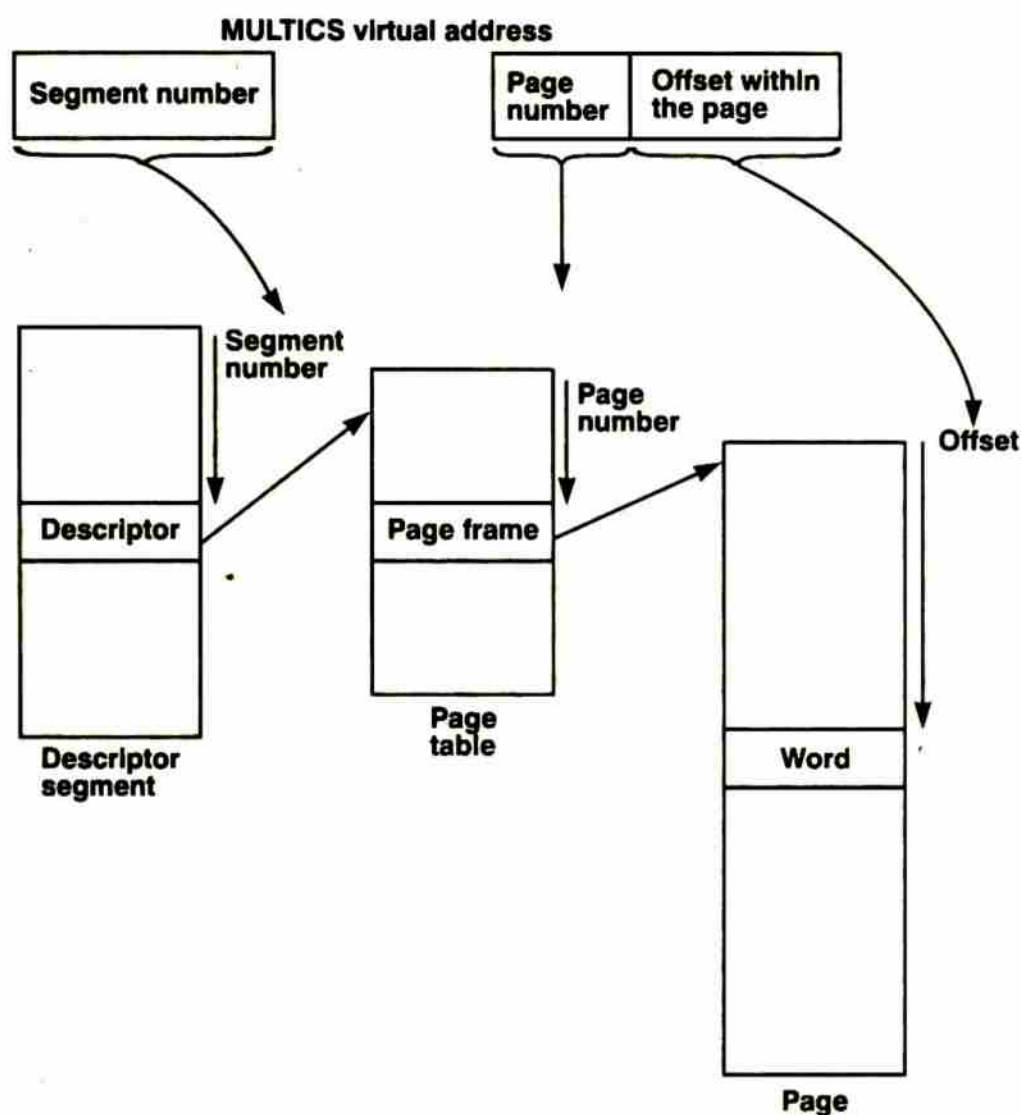 MULTICS virtual address
Segment number
Page
number
Offset within
the page
Segment
number
Page
number
Offset
Descriptor
Page frame
Word
Page
table
Descriptor
segment
Page